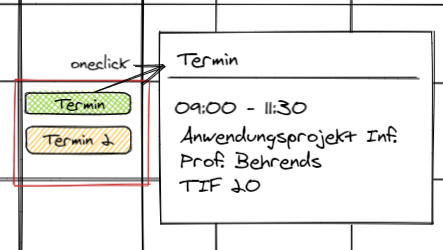 oneclick
Termin
Termin 2
Termin
09:00 - 11:30
Anwendungsprojekt Inf.
Prof. Behrends
TIF 20